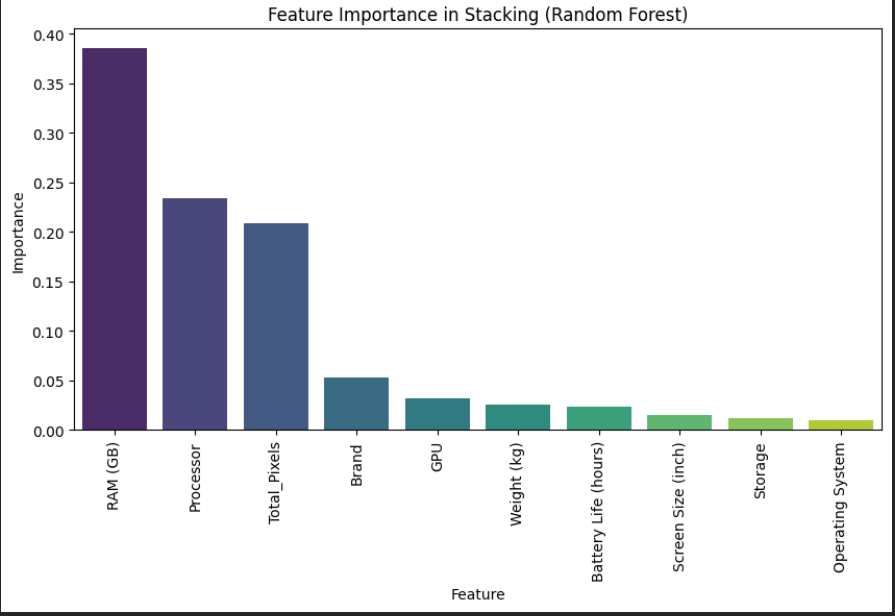 Feature Importance in Stacking (Random Forest)
Importance
0.40
0.35
0.30
0.25
0.20
0.15
0.10
0.05
0.00
RAM (GB)
Processor
Total_Pixels
Brand
GPU
Weight (kg)
Battery Life (hours)
Screen Size (inch)
Storage
Operating System
Feature